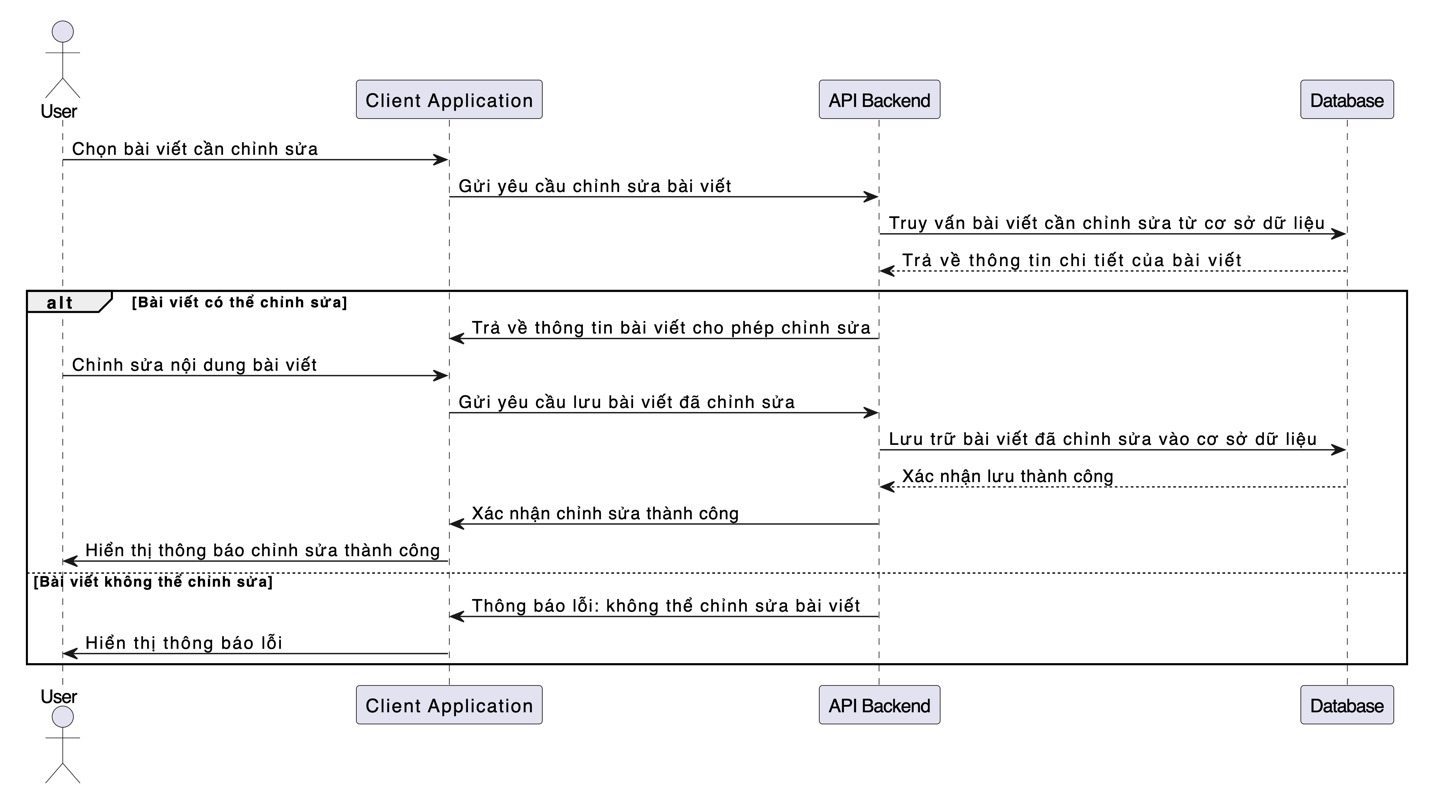 User
Client Application
API Backend
Database
Chọn bài viết cần chỉnh sửa
Gửi yêu cầu chỉnh sửa bài viết
Truy vấn bài viết cần chỉnh sửa từ cơ sở dữ liệu
Trả về thông tin chi tiết của bài viết
alt
[Bài viết có thể chỉnh sửa]
Trả về thông tin bài viết cho phép chỉnh sửa
Chỉnh sửa nội dung bài viết
Gửi yêu cầu lưu bài viết đã chỉnh sửa
Lưu trữ bài viết đã chỉnh sửa vào cơ sở dữ liệu
Xác nhận lưu thành công
Xác nhận chỉnh sửa thành công
Hiển thị thông báo chỉnh sửa thành công
[Bài viết không thể chỉnh sửa]
Thông báo lỗi: không thể chỉnh sửa bài viết
Hiển thị thông báo lỗi
User
Client Application
API Backend
Database